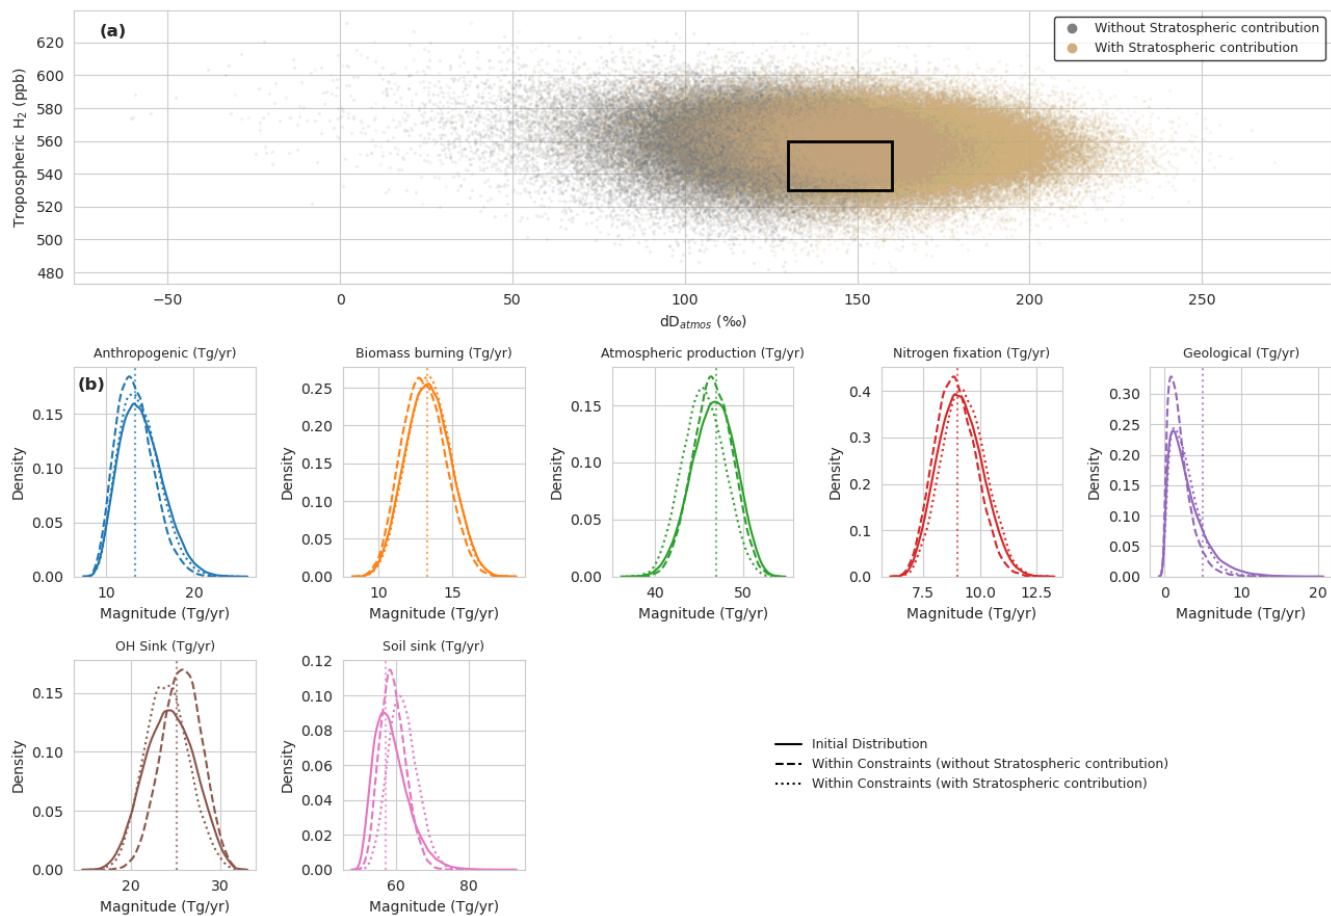 (a)
Without Stratospheric contribution
With Stratospheric contribution
Tropospheric H₂ (ppb)
620
600
580
560
540
520
500
480
−50
0
50
100
150
200
250
dD_atmos (‰)
(b)
Anthropogenic (Tg/yr)
Density
0.15
0.10
0.05
0.00
10
20
Magnitude (Tg/yr)
Biomass burning (Tg/yr)
Density
0.25
0.20
0.15
0.10
0.05
0.00
10
15
Magnitude (Tg/yr)
Atmospheric production (Tg/yr)
Density
0.15
0.10
0.05
0.00
40
50
Magnitude (Tg/yr)
Nitrogen fixation (Tg/yr)
Density
0.4
0.3
0.2
0.1
0.0
7.5
10.0
12.5
Magnitude (Tg/yr)
Geological (Tg/yr)
Density
0.30
0.25
0.20
0.15
0.10
0.05
0.00
0
10
20
Magnitude (Tg/yr)
OH Sink (Tg/yr)
Density
0.15
0.10
0.05
0.00
20
30
Magnitude (Tg/yr)
Soil sink (Tg/yr)
Density
0.12
0.10
0.08
0.06
0.04
0.02
0.00
60
80
Magnitude (Tg/yr)
Initial Distribution
Within Constraints (without Stratospheric contribution)
Within Constraints (with Stratospheric contribution)